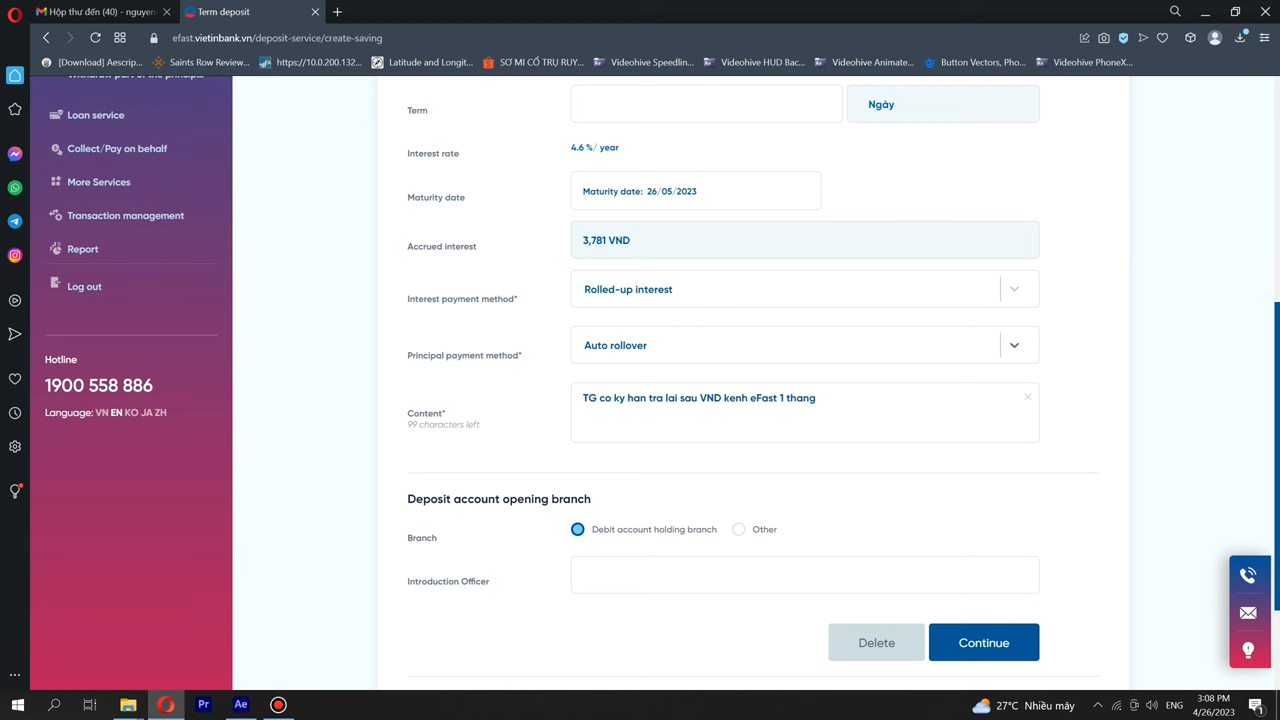 Hộp thư đến (40) - nguyen
Term deposit
efast.vietinbank.vn/deposit-service/create-saving
[Download] Aescrip...
Saints Row Review...
https://10.0.200.132...
Latitude and Longit...
SƠ MI CỔ TRỤ RUY...
Videohive Speedlin...
Videohive HUD Bac...
Videohive Animate...
Button Vectors, Pho...
Videohive PhoneX...
Withdraw part of the princip...
Loan service
Collect/Pay on behalf
More Services
Transaction management
Report
Log out
Hotline
1900 558 886
Language: VN EN KO JA ZH
Term
Ngày
Interest rate
4.6 %/ year
Maturity date
Maturity date: 26/05/2023
Accrued interest
3,781 VND
Interest payment method*
Rolled-up interest
Principal payment method*
Auto rollover
Content*
99 characters left
TG co ky han tra lai sau VND kenh eFast 1 thang
Deposit account opening branch
Branch
Debit account holding branch
Other
Introduction Officer
Delete
Continue
Pr
Ae
27°C Nhiều mây
ENG
3:08 PM
4/26/2023
1